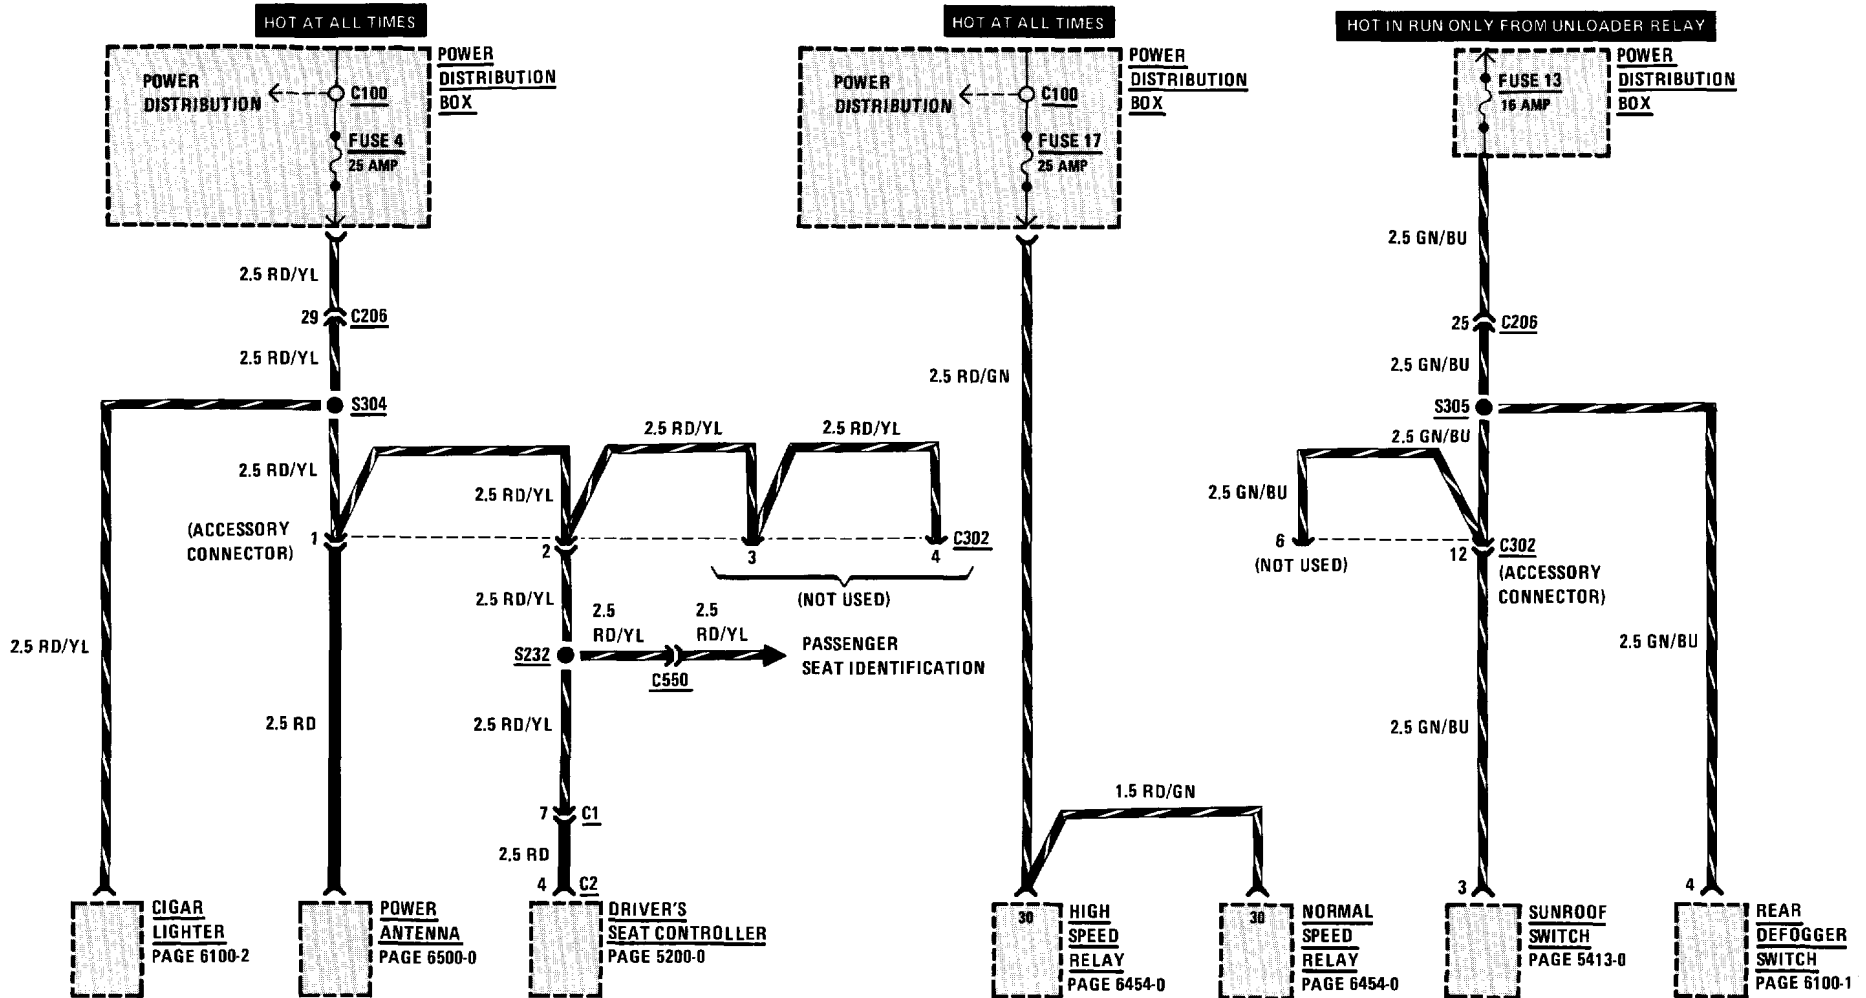 HOT AT ALL TIMES
POWER
DISTRIBUTION
BOX
POWER
DISTRIBUTION
C100
FUSE 4
25 AMP
2.5 RD/YL
29
C206
2.5 RD/YL
S304
2.5 RD/YL
2.5 RD/YL
2.5 RD/YL
2.5 RD/YL
(ACCESSORY
CONNECTOR)
1
2
3
4
C302
(NOT USED)
2.5 RD/YL
2.5
RD/YL
2.5
RD/YL
S232
C550
PASSENGER
SEAT IDENTIFICATION
2.5 RD/YL
2.5 RD
2.5 RD/YL
7
C1
2.5 RD
4
C2
CIGAR
LIGHTER
PAGE 6100-2
POWER
ANTENNA
PAGE 6500-0
DRIVER'S
SEAT CONTROLLER
PAGE 5200-0
HOT AT ALL TIMES
POWER
DISTRIBUTION
BOX
POWER
DISTRIBUTION
C100
FUSE 17
25 AMP
2.5 RD/GN
1.5 RD/GN
30
HIGH
SPEED
RELAY
PAGE 6454-0
30
NORMAL
SPEED
RELAY
PAGE 6454-0
HOT IN RUN ONLY FROM UNLOADER RELAY
FUSE 13
16 AMP
POWER
DISTRIBUTION
BOX
2.5 GN/BU
25
C206
2.5 GN/BU
S305
2.5 GN/BU
2.5 GN/BU
6
(NOT USED)
12
C302
(ACCESSORY
CONNECTOR)
2.5 GN/BU
2.5 GN/BU
3
4
SUNROOF
SWITCH
PAGE 5413-0
REAR
DEFOGGER
SWITCH
PAGE 6100-1